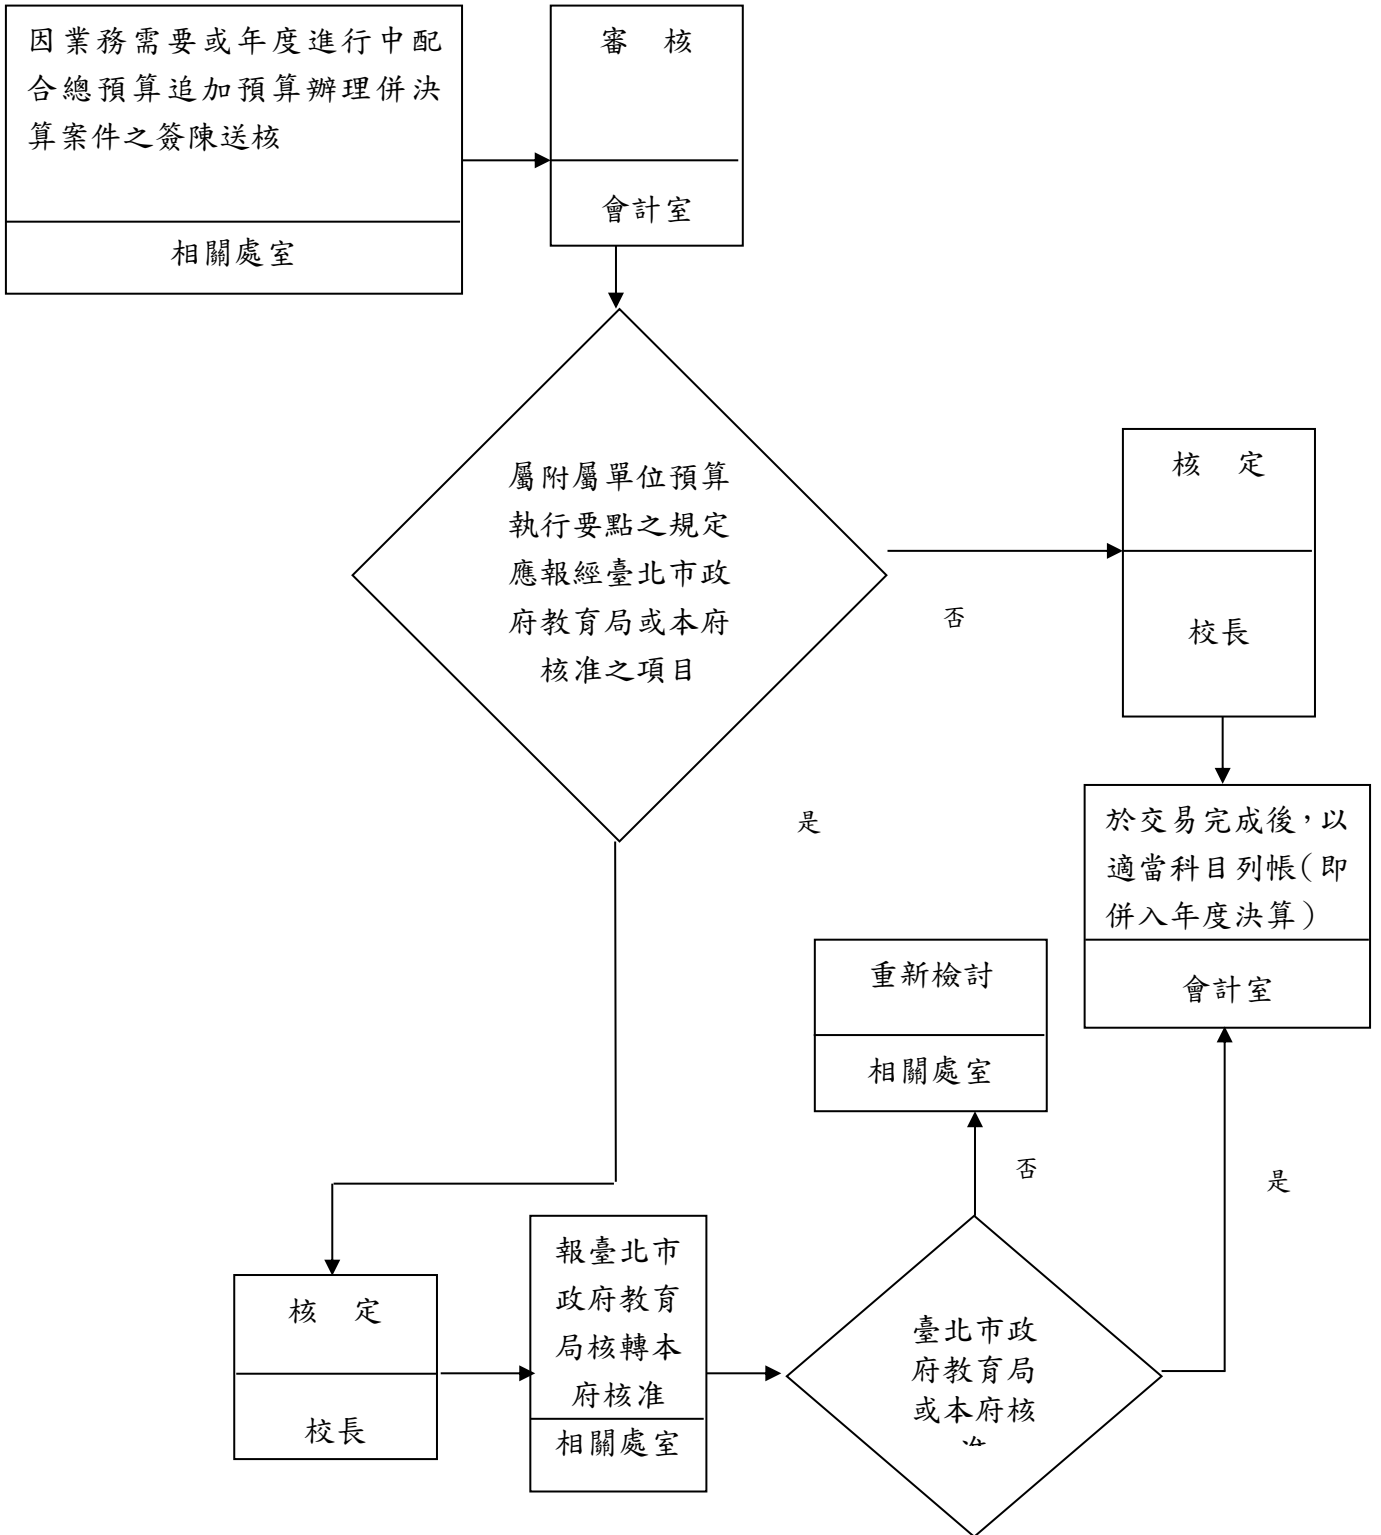 因業務需要或年度進行中配
合總預算追加預算辦理併決
算案件之簽陳送核
相關處室
審　核
會計室
屬附屬單位預算
執行要點之規定
應報經臺北市政
府教育局或本府
核准之項目
否
核　定
校長
是
於交易完成後，以
適當科目列帳（即
併入年度決算）
會計室
重新檢討
相關處室
否
是
核　定
校長
報臺北市
政府教育
局核轉本
府核准
相關處室
臺北市政
府教育局
或本府核